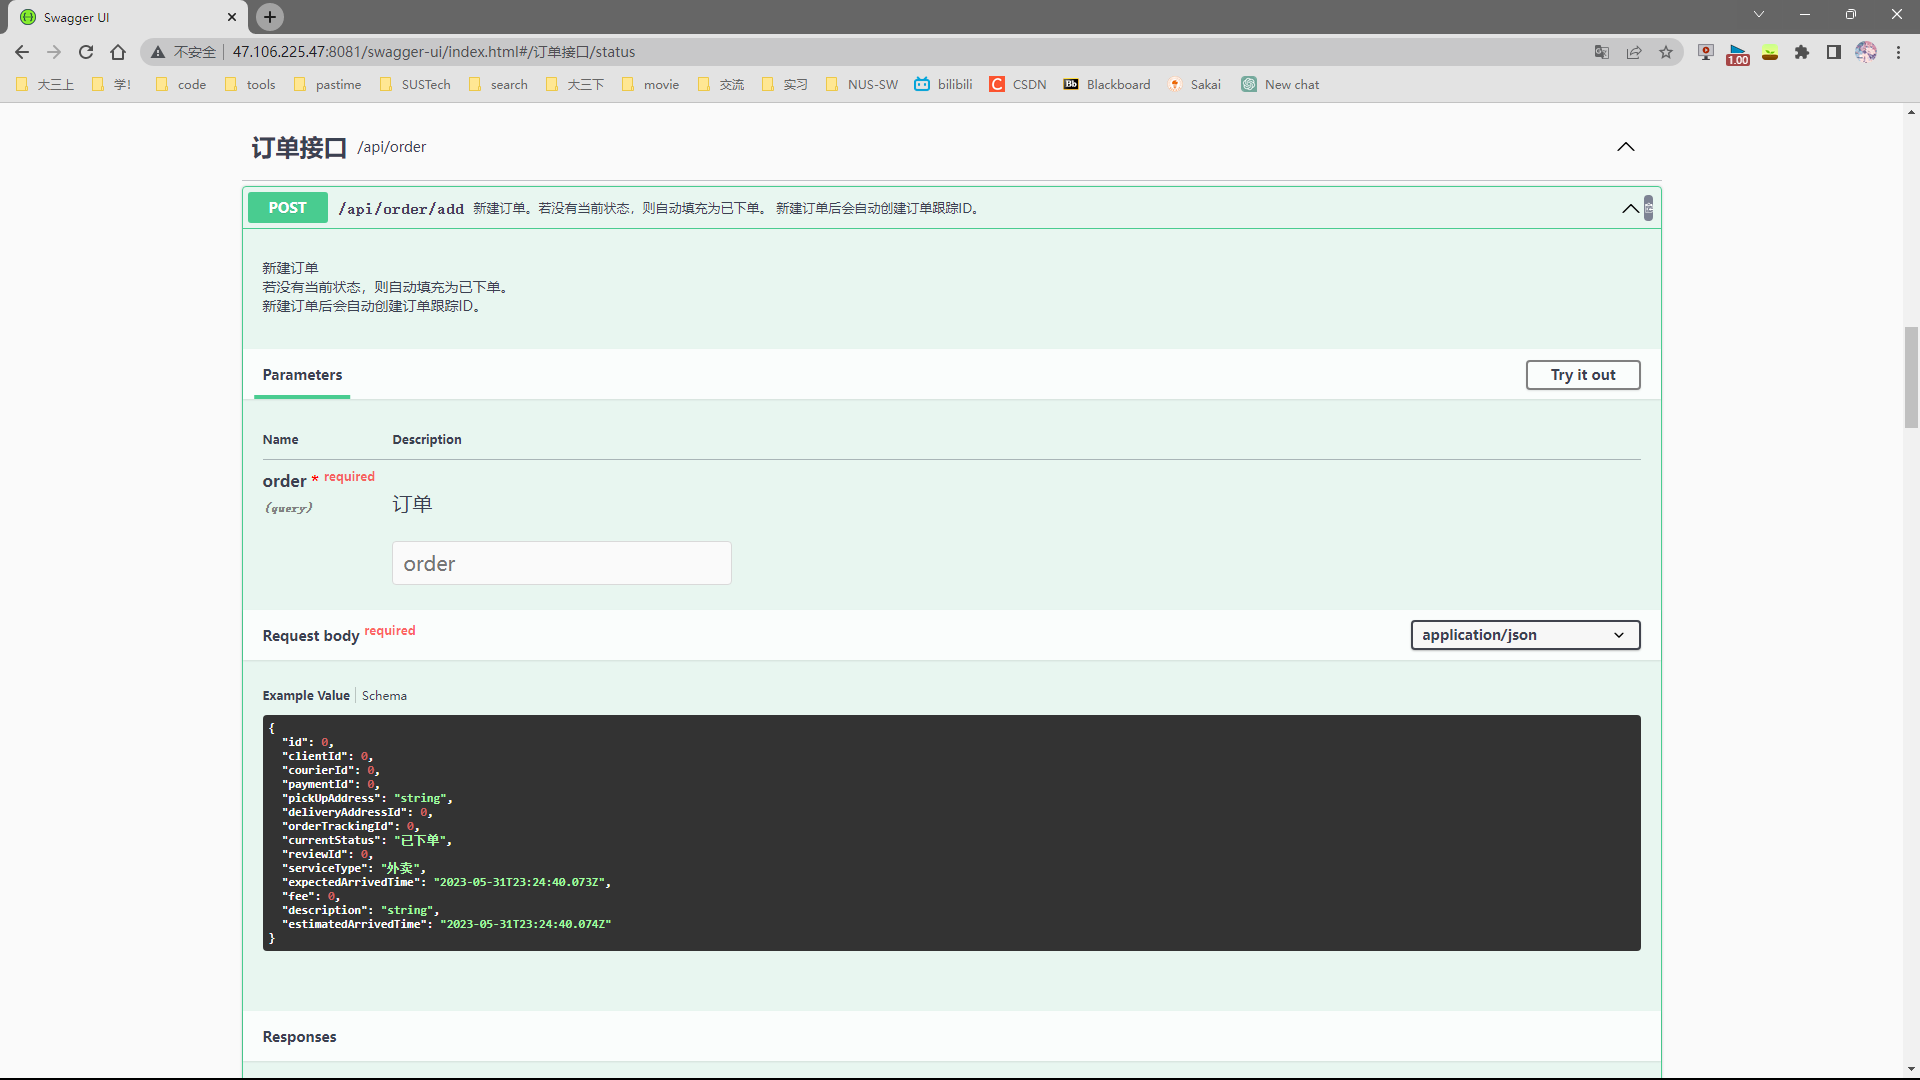 Swagger UI
不安全 47.106.225.47:8081/swagger-ui/index.html#/订单接口/status
1.00
大三上 学! code tools pastime SUSTech search 大三下 movie 交流 实习 NUS-SW bilibili CSDN Blackboard Sakai New chat
订单接口 /api/order
POST /api/order/add 新建订单。若没有当前状态，则自动填充为已下单。 新建订单后会自动创建订单跟踪ID。
新建订单
若没有当前状态，则自动填充为已下单。
新建订单后会自动创建订单跟踪ID。
Parameters Try it out
Name Description
order * required
(query)
订单
order
Request body required application/json
Example Value Schema
{
"id": 0,
"clientId": 0,
"courierId": 0,
"paymentId": 0,
"pickUpAddress": "string",
"deliveryAddressId": 0,
"orderTrackingId": 0,
"currentStatus": "已下单",
"reviewId": 0,
"serviceType": "外卖",
"expectedArrivedTime": "2023-05-31T23:24:40.073Z",
"fee": 0,
"description": "string",
"estimatedArrivedTime": "2023-05-31T23:24:40.074Z"
}
Responses